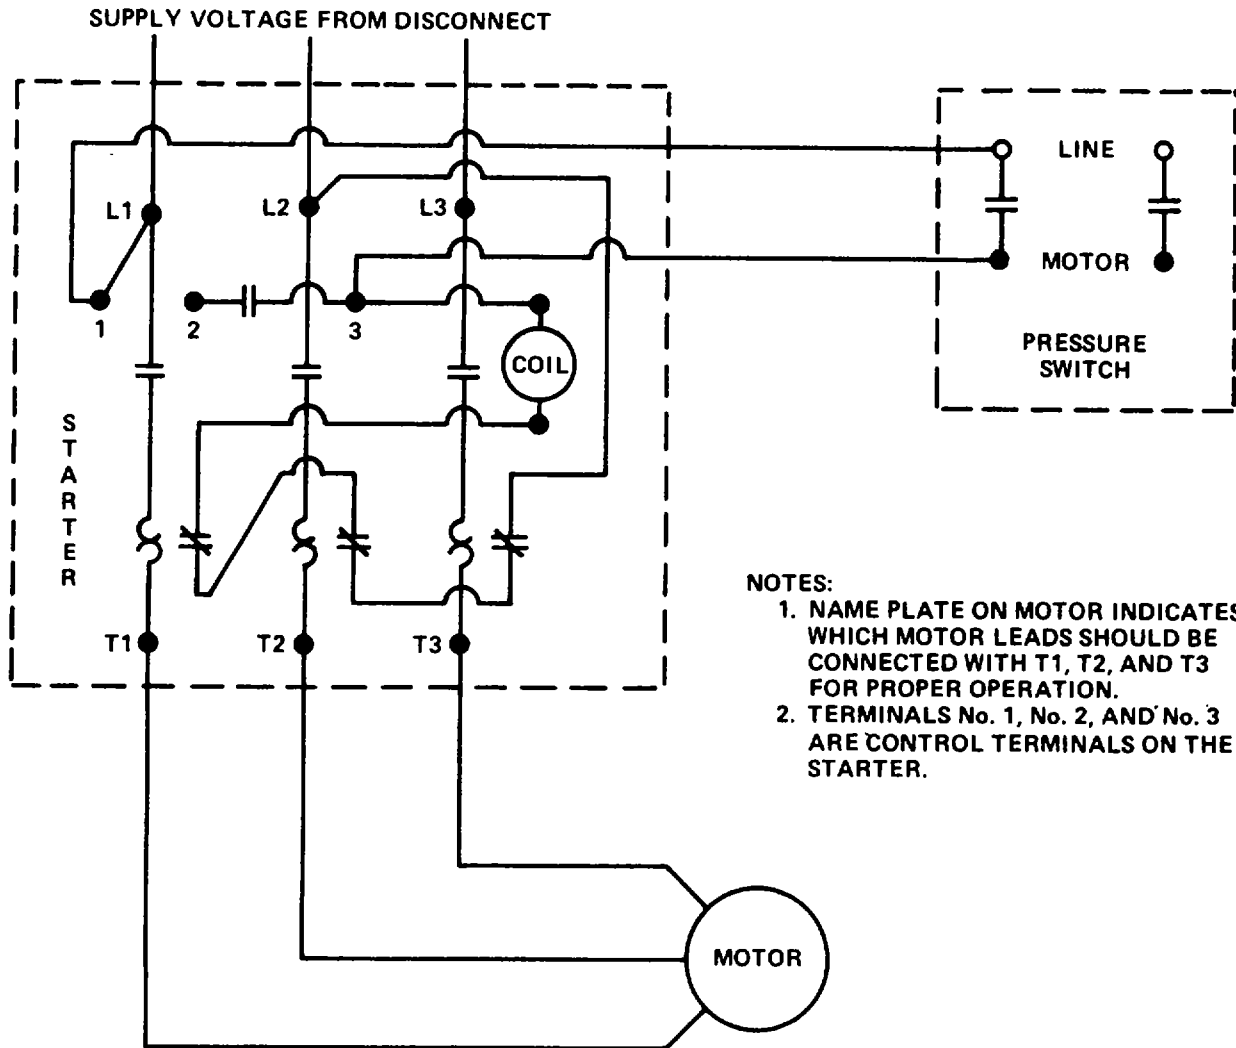 SUPPLY VOLTAGE FROM DISCONNECT
L1
L2
L3
LINE
MOTOR
1
2
3
COIL
PRESSURE
SWITCH
STARTER
T1
T2
T3
NOTES:
1. NAME PLATE ON MOTOR INDICATES
WHICH MOTOR LEADS SHOULD BE
CONNECTED WITH T1, T2, AND T3
FOR PROPER OPERATION.
2. TERMINALS No. 1, No. 2, AND No. 3
ARE CONTROL TERMINALS ON THE
STARTER.
MOTOR